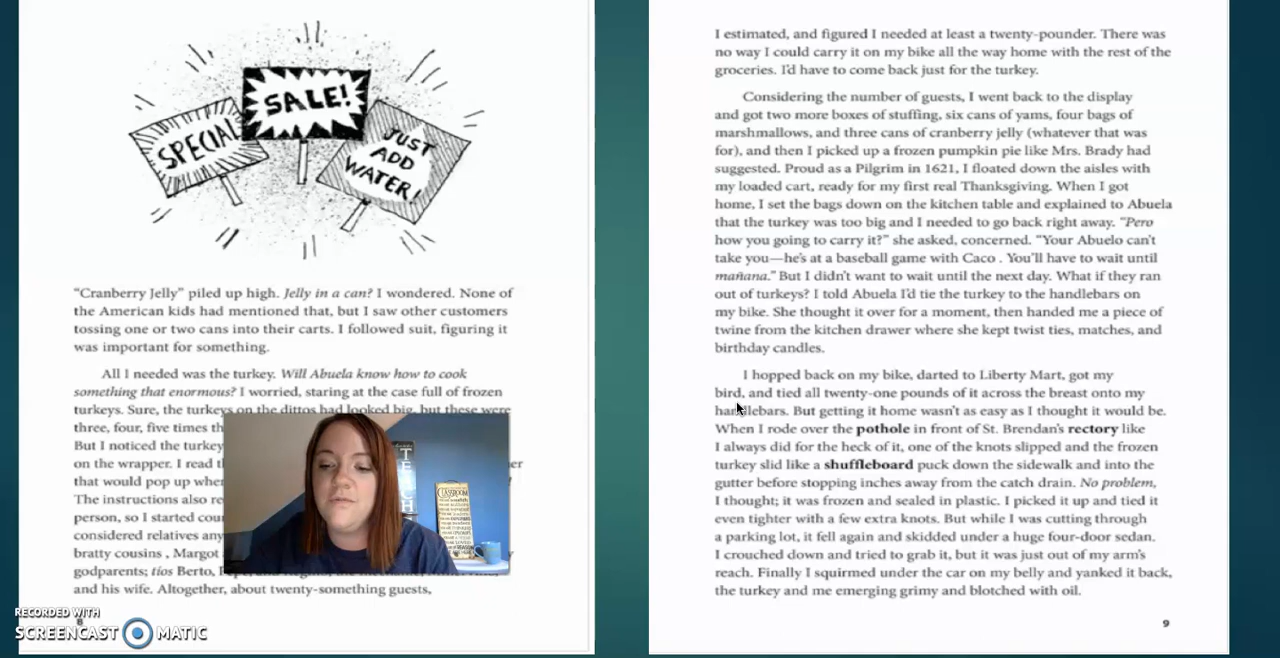 SPECIAL
SALE!
JUST
ADD
WATER!
“Cranberry Jelly” piled up high. Jelly in a can? I wondered. None of
the American kids had mentioned that, but I saw other customers
tossing one or two cans into their carts. I followed suit, figuring it
was important for something.
All I needed was the turkey. Will Abuela know how to cook
something that enormous? I worried, staring at the case full of frozen
turkeys. Sure, the turkeys on the dittos had looked big, but these were
three, four, five times th
But I noticed the turkey
on the wrapper. I read t
that would pop up whe
The instructions also re
person, so I started cou
considered relatives any
bratty cousins , Margot
godparents; tíos Berto,
and his wife. Altogether, about twenty-something guests,
8
I estimated, and figured I needed at least a twenty-pounder. There was
no way I could carry it on my bike all the way home with the rest of the
groceries. I’d have to come back just for the turkey.
Considering the number of guests, I went back to the display
and got two more boxes of stuffing, six cans of yams, four bags of
marshmallows, and three cans of cranberry jelly (whatever that was
for), and then I picked up a frozen pumpkin pie like Mrs. Brady had
suggested. Proud as a Pilgrim in 1621, I floated down the aisles with
my loaded cart, ready for my first real Thanksgiving. When I got
home, I set the bags down on the kitchen table and explained to Abuela
that the turkey was too big and I needed to go back right away. “Pero
how you going to carry it?” she asked, concerned. “Your Abuelo can’t
take you—he’s at a baseball game with Caco . You’ll have to wait until
mañana.” But I didn’t want to wait until the next day. What if they ran
out of turkeys? I told Abuela I’d tie the turkey to the handlebars on
my bike. She thought it over for a moment, then handed me a piece of
twine from the kitchen drawer where she kept twist ties, matches, and
birthday candles.
I hopped back on my bike, darted to Liberty Mart, got my
bird, and tied all twenty-one pounds of it across the breast onto my
handlebars. But getting it home wasn’t as easy as I thought it would be.
When I rode over the pothole in front of St. Brendan’s rectory like
I always did for the heck of it, one of the knots slipped and the frozen
turkey slid like a shuffleboard puck down the sidewalk and into the
gutter before stopping inches away from the catch drain. No problem,
I thought; it was frozen and sealed in plastic. I picked it up and tied it
even tighter with a few extra knots. But while I was cutting through
a parking lot, it fell again and skidded under a huge four-door sedan.
I crouched down and tried to grab it, but it was just out of my arm’s
reach. Finally I squirmed under the car on my belly and yanked it back,
the turkey and me emerging grimy and blotched with oil.
9
TE
CH
CLASSROOM
RECORDED WITH
SCREENCAST MATIC